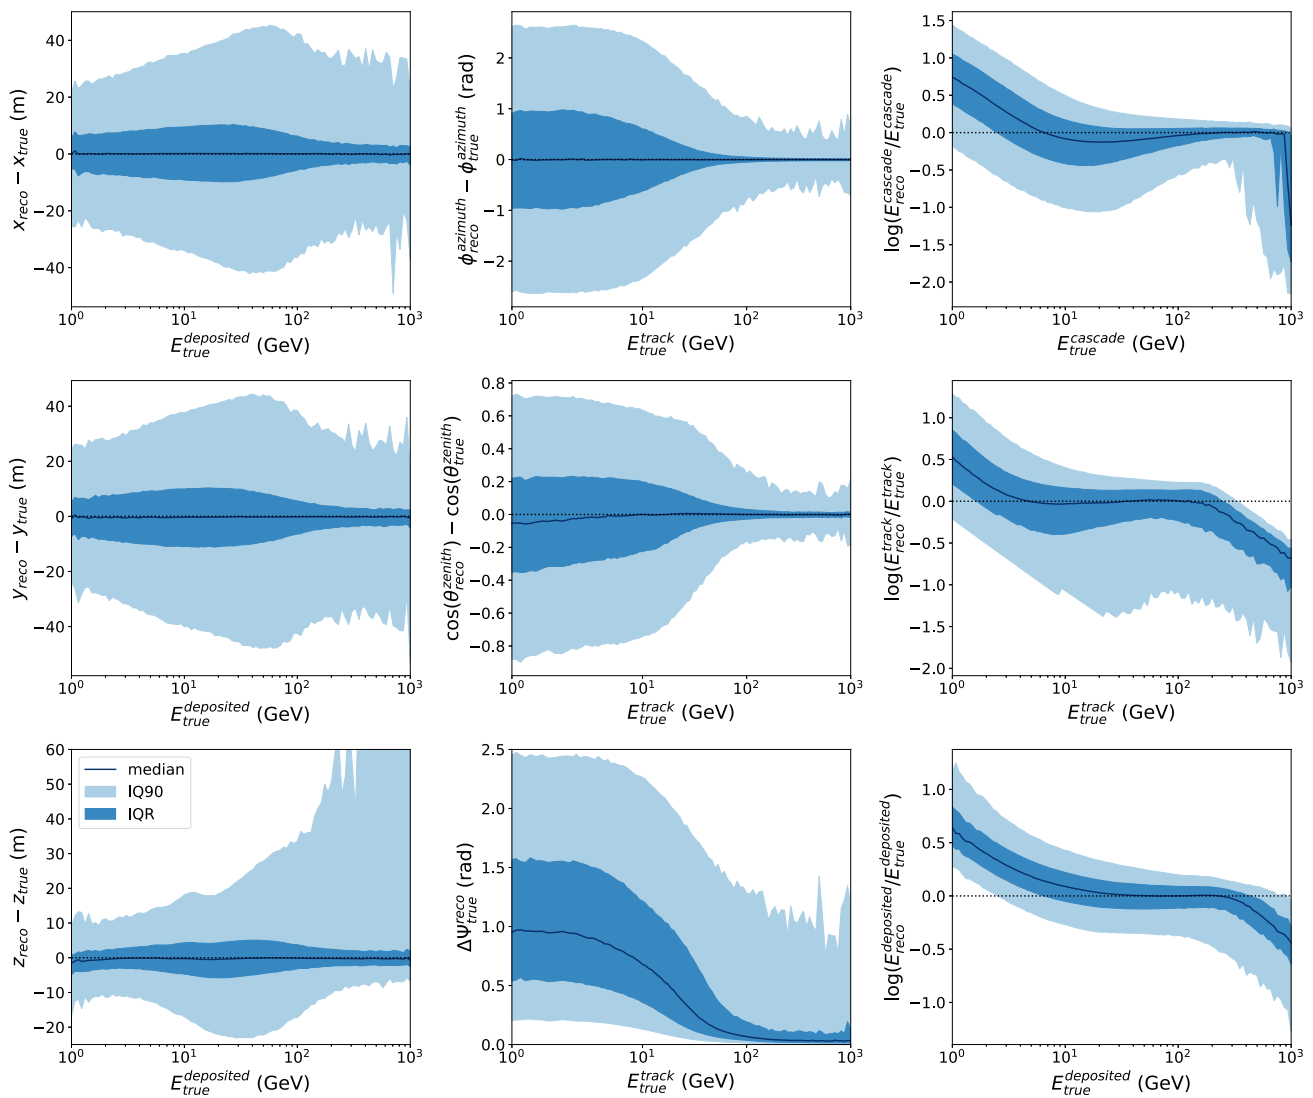 40
20
0
−20
−40
x_reco − x_true (m)
10^0 10^1 10^2 10^3
E_true^deposited (GeV)
2
1
0
−1
−2
ϕ_reco^azimuth − ϕ_true^azimuth (rad)
10^0 10^1 10^2 10^3
E_true^track (GeV)
1.5
1.0
0.5
0.0
−0.5
−1.0
−1.5
−2.0
log(E_reco^cascade/E_true^cascade)
10^0 10^1 10^2 10^3
E_true^cascade (GeV)
40
20
0
−20
−40
y_reco − y_true (m)
10^0 10^1 10^2 10^3
E_true^deposited (GeV)
0.8
0.6
0.4
0.2
0.0
−0.2
−0.4
−0.6
−0.8
cos(θ_reco^zenith) − cos(θ_true^zenith)
10^0 10^1 10^2 10^3
E_true^track (GeV)
1.0
0.5
0.0
−0.5
−1.0
−1.5
−2.0
log(E_reco^track/E_true^track)
10^0 10^1 10^2 10^3
E_true^track (GeV)
60
50
40
30
20
10
0
−10
−20
z_reco − z_true (m)
median
IQ90
IQR
10^0 10^1 10^2 10^3
E_true^deposited (GeV)
2.5
2.0
1.5
1.0
0.5
0.0
ΔΨ_true^reco (rad)
10^0 10^1 10^2 10^3
E_true^track (GeV)
1.0
0.5
0.0
−0.5
−1.0
log(E_reco^deposited/E_true^deposited)
10^0 10^1 10^2 10^3
E_true^deposited (GeV)